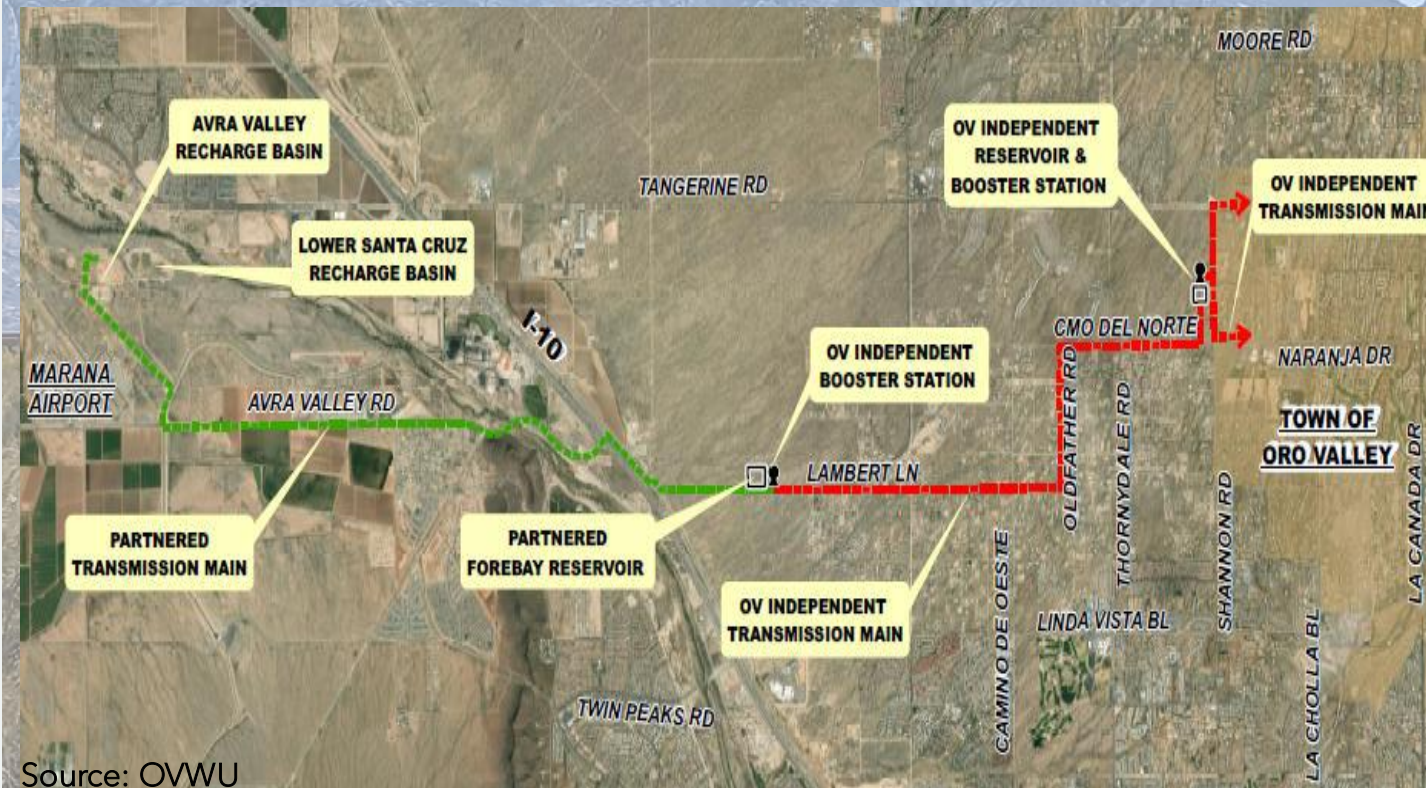 MOORE RD
AVRA VALLEY
RECHARGE BASIN
OV INDEPENDENT
RESERVOIR &
BOOSTER STATION
TANGERINE RD
OV INDEPENDENT
TRANSMISSION MAIN
LOWER SANTA CRUZ
RECHARGE BASIN
I-10
CMO DEL NORTE
OV INDEPENDENT
BOOSTER STATION
NARANJA DR
MARANA
AIRPORT
AVRA VALLEY RD
OLDFATHER RD
THORNYDALE RD
TOWN OF
ORO VALLEY
LA CANADA DR
LAMBERT LN
SHANNON RD
PARTNERED
TRANSMISSION MAIN
PARTNERED
FOREBAY RESERVOIR
CAMINO DE OESTE
OV INDEPENDENT
TRANSMISSION MAIN
LINDA VISTA BL
LA CHOLLA BL
TWIN PEAKS RD
Source: OVWU